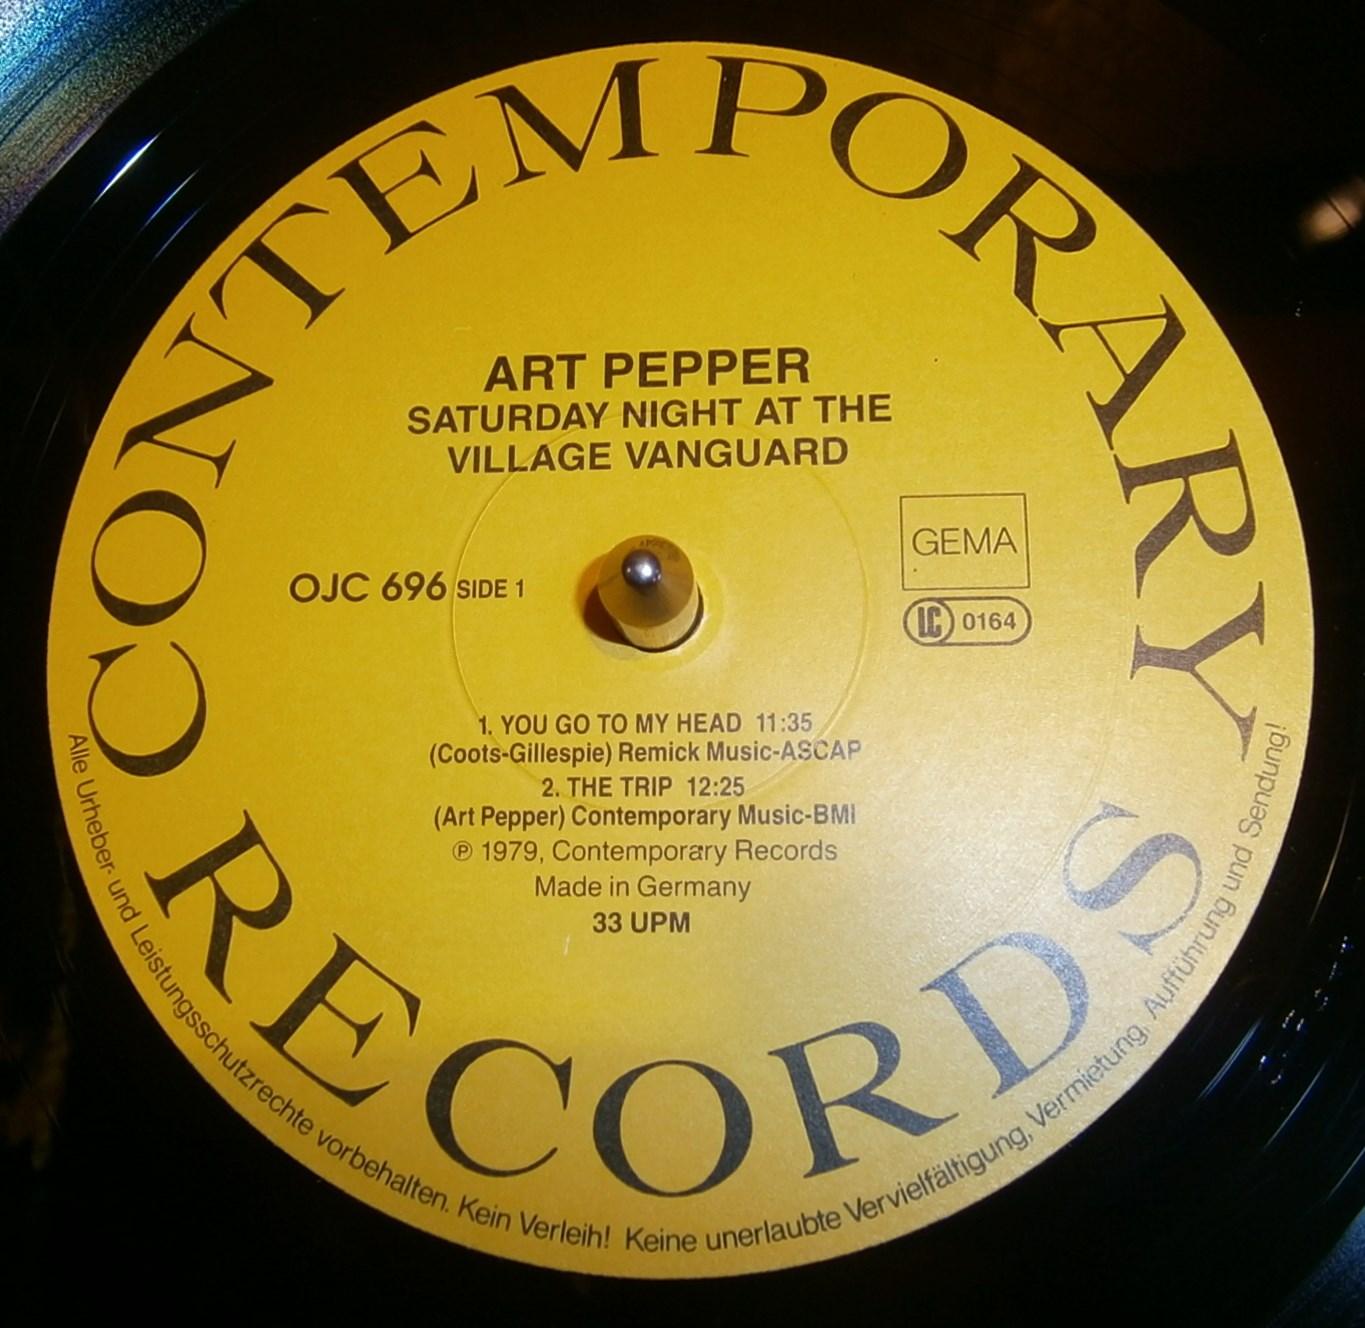 CONTEMPORARY
ART PEPPER
SATURDAY NIGHT AT THE
VILLAGE VANGUARD
GEMA
OJC 696 SIDE 1
LC 0164
1. YOU GO TO MY HEAD 11:35
(Coots-Gillespie) Remick Music-ASCAP
2. THE TRIP 12:25
(Art Pepper) Contemporary Music-BMI
℗ 1979, Contemporary Records
Made in Germany
33 UPM
RECORDS
Alle Urheber- und Leistungsschutzrechte vorbehalten. Kein Verleih! Keine unerlaubte Vervielfältigung, Vermietung, Aufführung und Sendung!